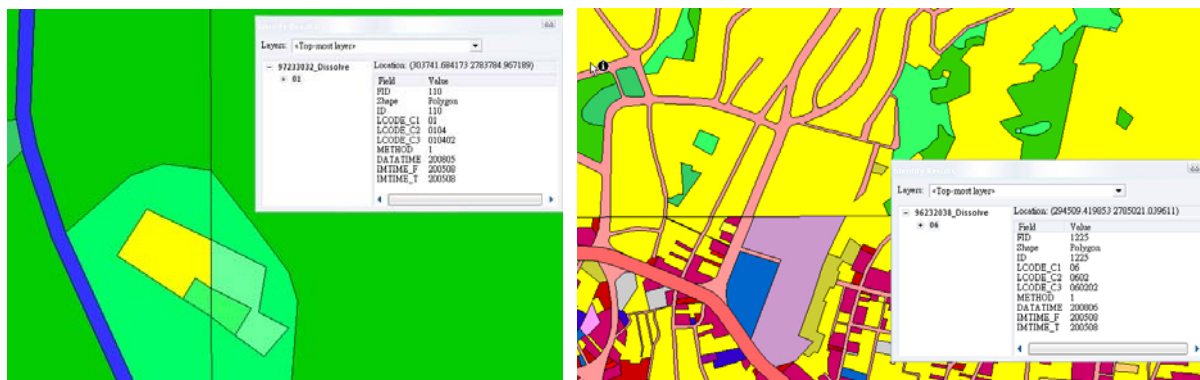 Layers: <Top-most layer>
97233032_Dissolve
01
Location: (303741.684173 2783784.967189)
Field Value
FID 110
Shape Polygon
ID 110
LCODE_C1 01
LCODE_C2 0104
LCODE_C3 010402
METHOD 1
DATATIME 200805
IMTIME_F 200508
IMTIME_T 200508
Layers: <Top-most layer>
96232038_Dissolve
06
Location: (294509.419853 2785021.039611)
Field Value
FID 1225
Shape Polygon
ID 1225
LCODE_C1 06
LCODE_C2 0602
LCODE_C3 060202
METHOD 1
DATATIME 200806
IMTIME_F 200508
IMTIME_T 200508